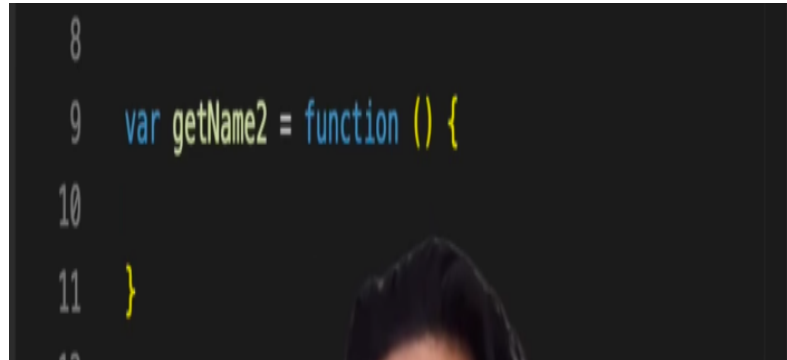 8
9 var getName2 = function () {
10
11 }